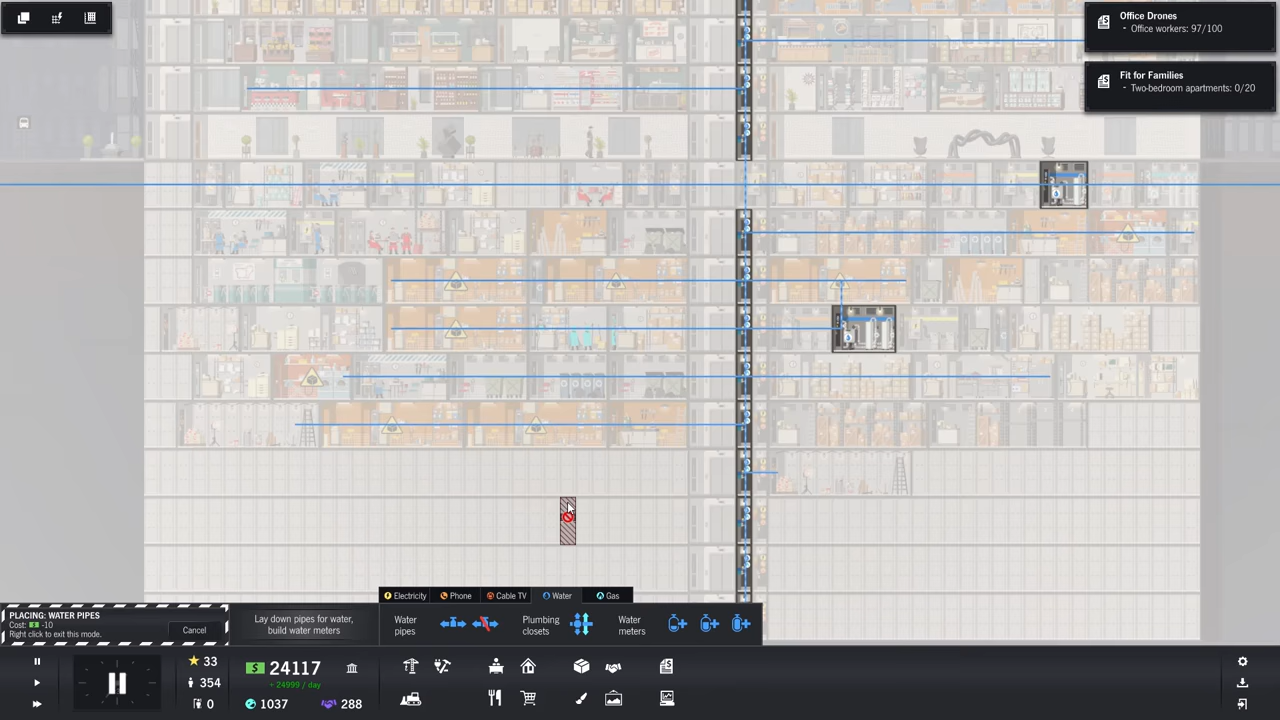 Office Drones
- Office workers: 97/100
Fit for Families
- Two-bedroom apartments: 0/20
Electricity
Phone
Cable TV
Water
Gas
PLACING: WATER PIPES
Cost: -10
Right click to exit this mode.
Cancel
Lay down pipes for water,
build water meters
Water
pipes
Plumbing
closets
Water
meters
33
354
0
24117
+ 24999 / day
1037
288